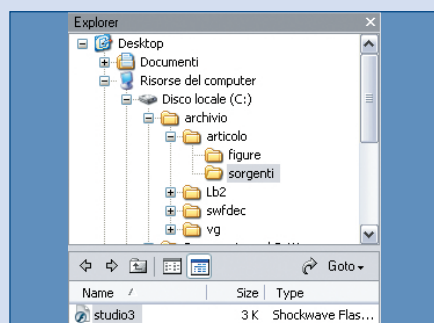 Explorer
Desktop
Documenti
Risorse del computer
Disco locale (C:)
archivio
articolo
figure
sorgenti
Lb2
swfdec
vg
Goto
Name Size Type
studio3 3 K Shockwave Flas...